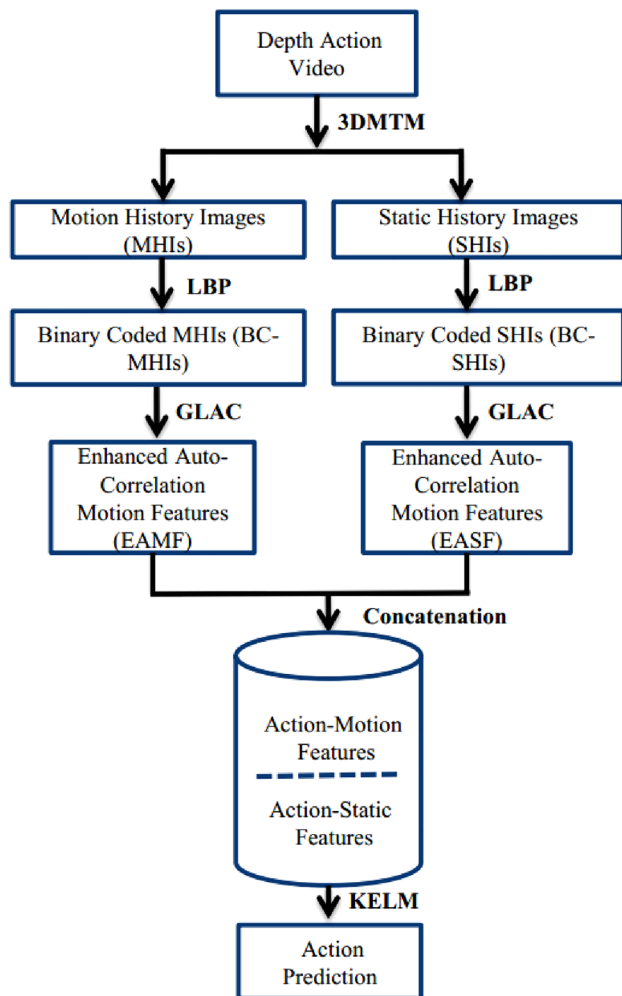 Depth Action
Video
3DMTM
Motion History Images
(MHIs)
Static History Images
(SHIs)
LBP
LBP
Binary Coded MHIs (BC-
MHIs)
Binary Coded SHIs (BC-
SHIs)
GLAC
GLAC
Enhanced Auto-
Correlation
Motion Features
(EAMF)
Enhanced Auto-
Correlation
Motion Features
(EASF)
Concatenation
Action-Motion
Features
Action-Static
Features
KELM
Action
Prediction